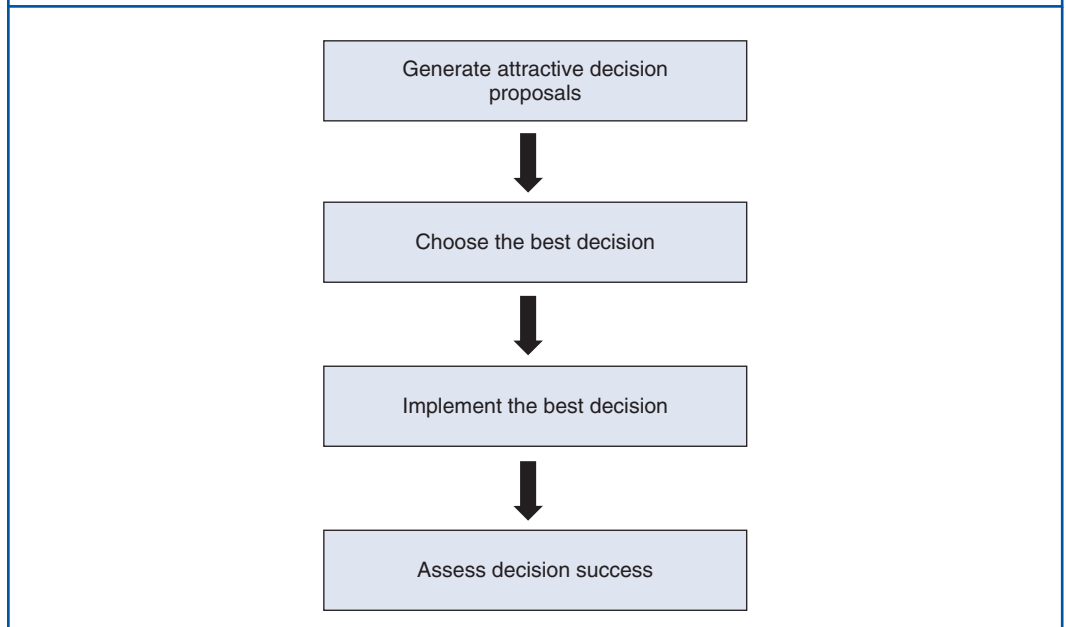 Generate attractive decision
proposals
Choose the best decision
Implement the best decision
Assess decision success